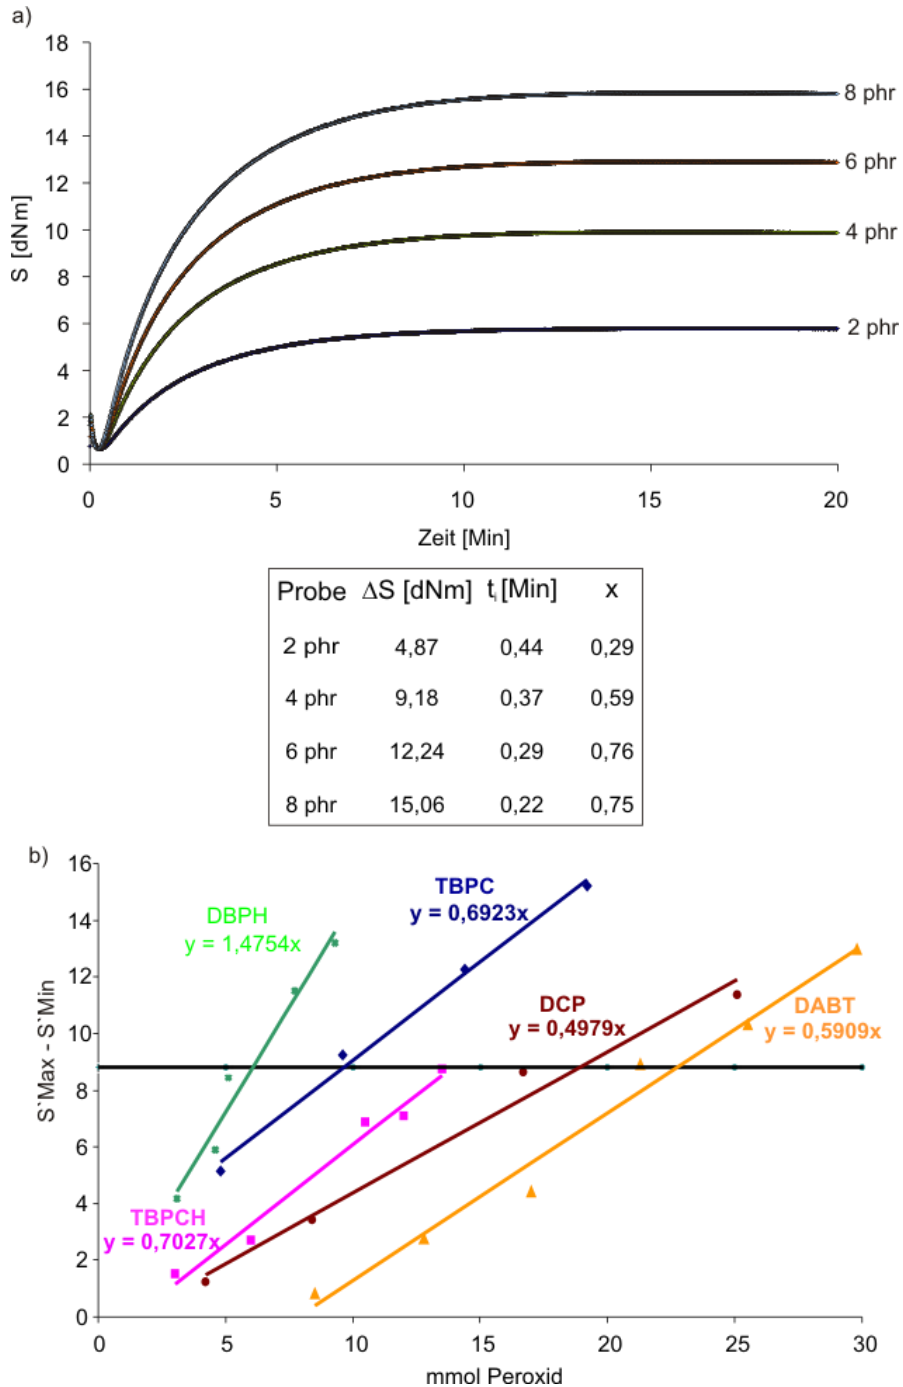 a)
18
16
14
12
10
8
6
4
2
0
S [dNm]
8 phr
6 phr
4 phr
2 phr
0 5 10 15 20
Zeit [Min]
Probe ΔS [dNm] ti [Min] x
2 phr 4,87 0,44 0,29
4 phr 9,18 0,37 0,59
6 phr 12,24 0,29 0,76
8 phr 15,06 0,22 0,75
b)
16
14
12
10
8
6
4
2
0
S`Max - S`Min
DBPH
y = 1,4754x
TBPC
y = 0,6923x
DCP
y = 0,4979x
DABT
y = 0,5909x
TBPCH
y = 0,7027x
0 5 10 15 20 25 30
mmol Peroxid